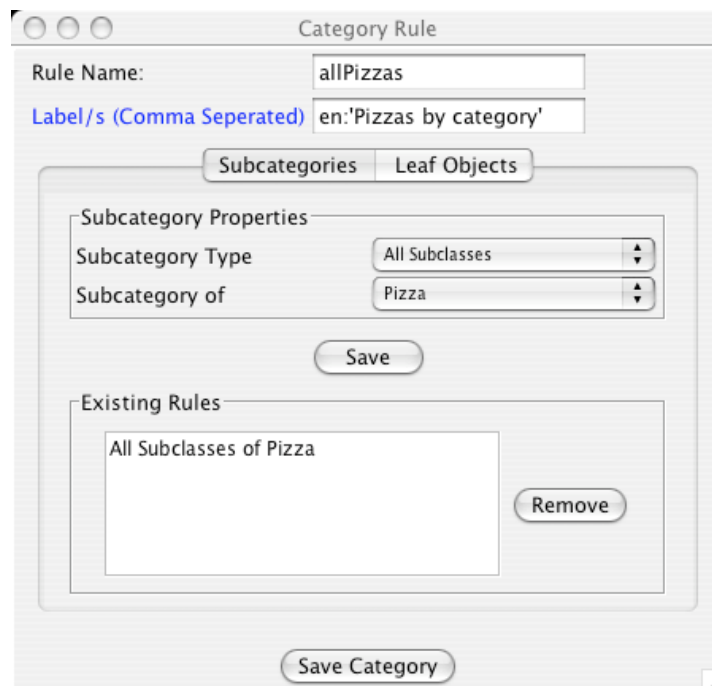 Category Rule
Rule Name: allPizzas
Label/s (Comma Seperated) en:'Pizzas by category'
Subcategories Leaf Objects
Subcategory Properties
Subcategory Type All Subclasses
Subcategory of Pizza
Save
Existing Rules
All Subclasses of Pizza
Remove
Save Category